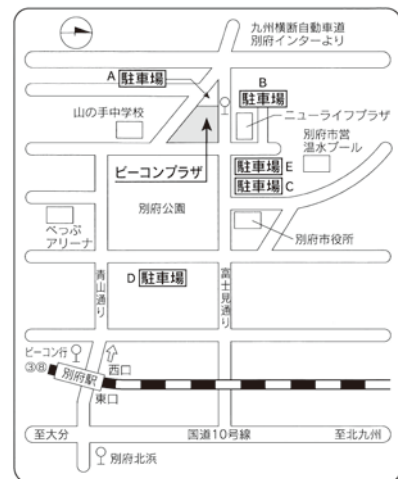 九州横断自動車道
別府インターより
A 駐車場
B
駐車場
山の手中学校
ニューライフプラザ
別府市営
温水プール
ビーコンプラザ
駐車場 E
駐車場 C
別府公園
べっぷ
アリーナ
別府市役所
青山通り
D 駐車場
富士見通り
ビーコン行
③⑧
西口
別府駅
東口
至大分
国道10号線
至北九州
別府北浜